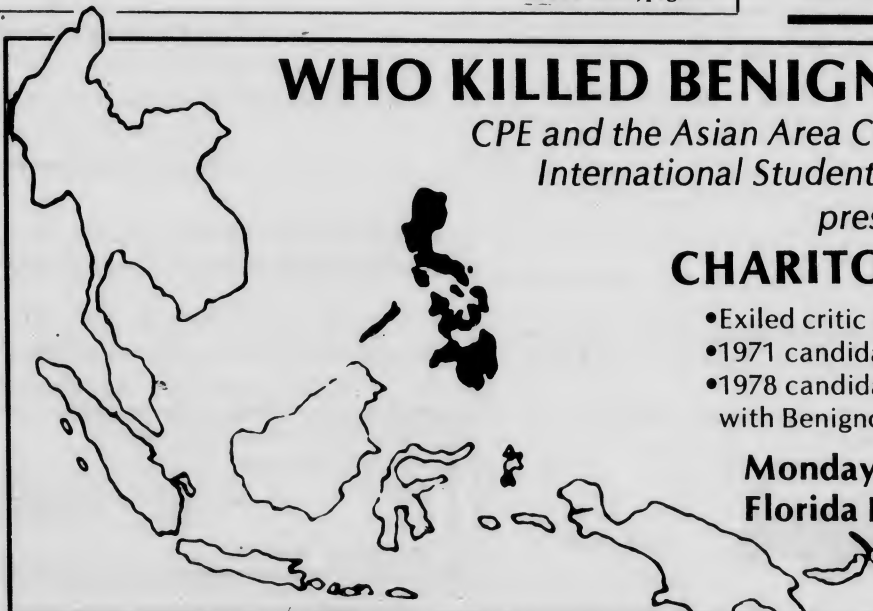 WHO KILLED BENIGN
CPE and the Asian Area C
International Student
pres
CHARITO
•Exiled critic
•1971 candida
•1978 candida
with Benigno
Monday
Florida